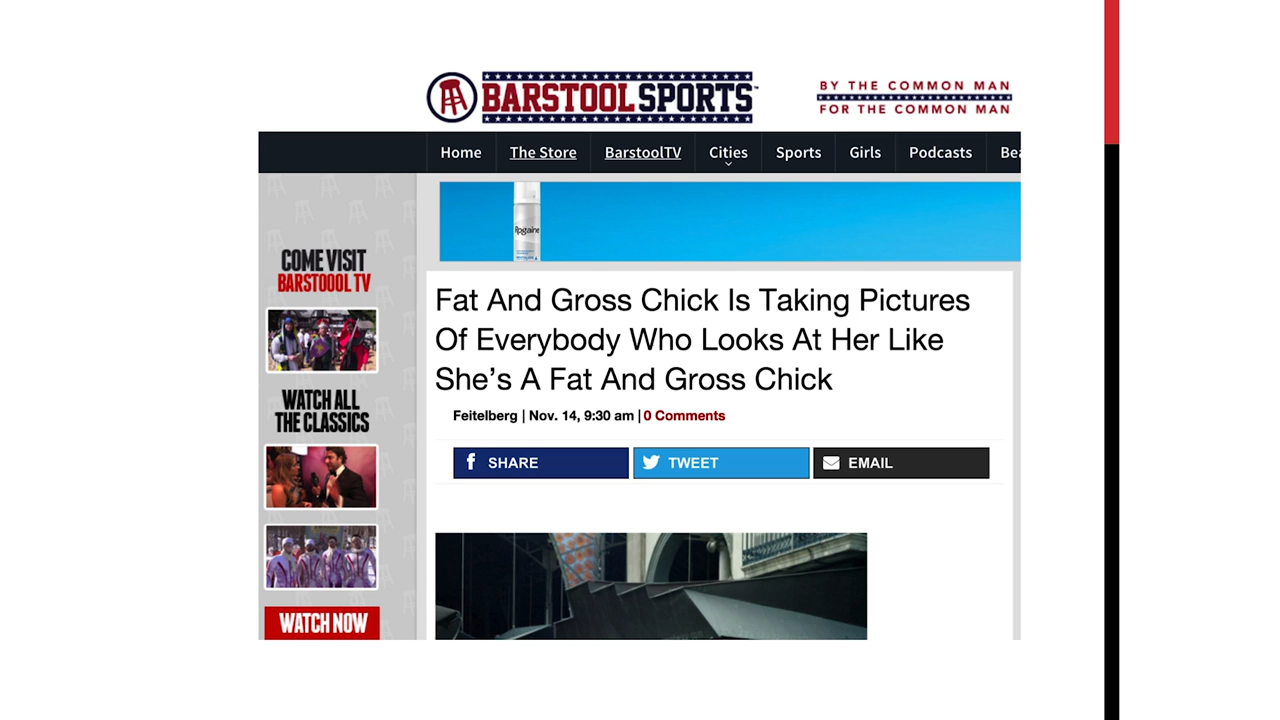 BARSTOOL SPORTS
BY THE COMMON MAN
FOR THE COMMON MAN
Home The Store BarstoolTV Cities Sports Girls Podcasts Bea
Rogaine
COME VISIT
BARSTOOOL TV
WATCH ALL
THE CLASSICS
WATCH NOW
Fat And Gross Chick Is Taking Pictures
Of Everybody Who Looks At Her Like
She’s A Fat And Gross Chick
Feitelberg | Nov. 14, 9:30 am | 0 Comments
SHARE TWEET EMAIL